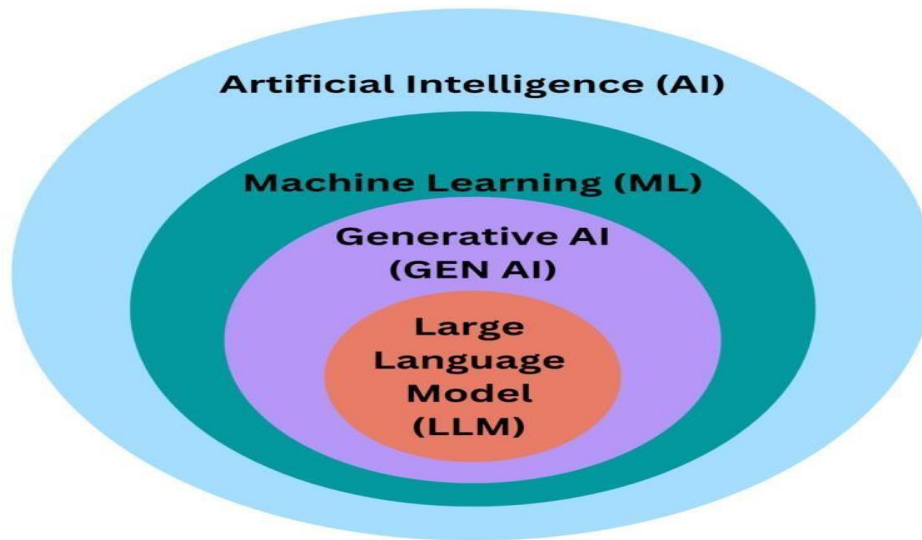 Artificial Intelligence (AI)
Machine Learning (ML)
Generative AI
(GEN AI)
Large
Language
Model
(LLM)